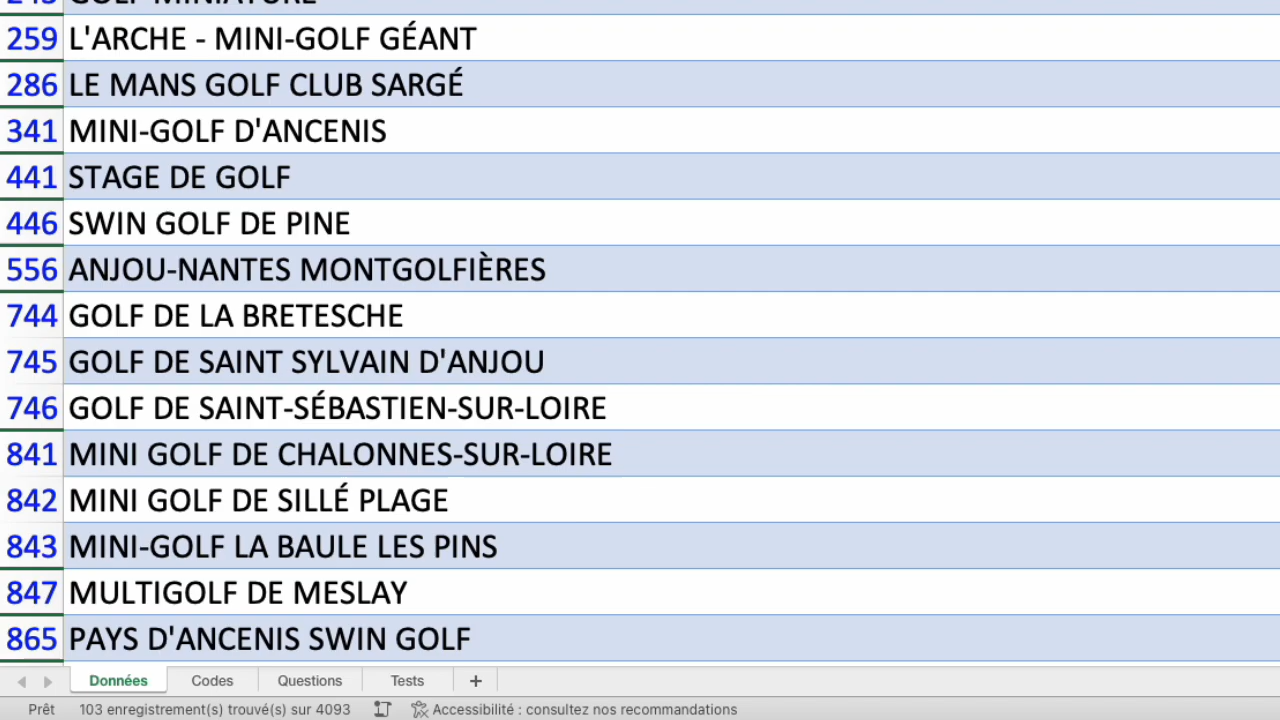 243 GOLF MINIATURE
259 L'ARCHE - MINI-GOLF GÉANT
286 LE MANS GOLF CLUB SARGÉ
341 MINI-GOLF D'ANCENIS
441 STAGE DE GOLF
446 SWIN GOLF DE PINE
556 ANJOU-NANTES MONTGOLFIÈRES
744 GOLF DE LA BRETESCHE
745 GOLF DE SAINT SYLVAIN D'ANJOU
746 GOLF DE SAINT-SÉBASTIEN-SUR-LOIRE
841 MINI GOLF DE CHALONNES-SUR-LOIRE
842 MINI GOLF DE SILLÉ PLAGE
843 MINI-GOLF LA BAULE LES PINS
847 MULTIGOLF DE MESLAY
865 PAYS D'ANCENIS SWIN GOLF
Données Codes Questions Tests +
Prêt 103 enregistrement(s) trouvé(s) sur 4093 Accessibilité : consultez nos recommandations